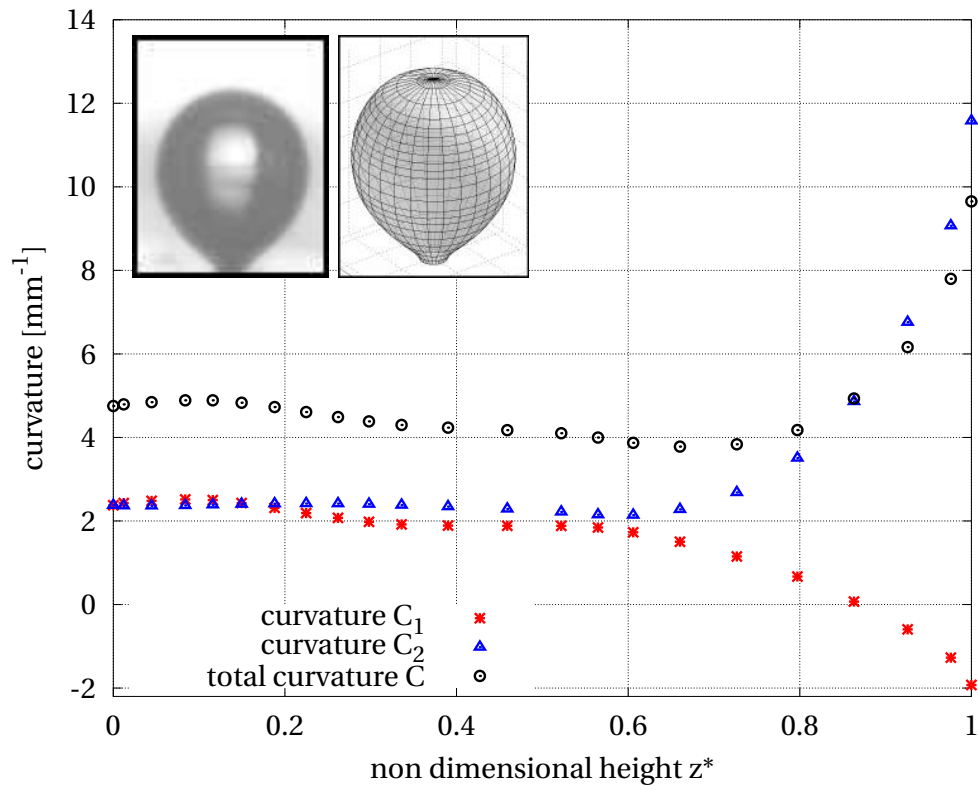 14
12
10
8
6
4
2
0
-2
curvature [mm⁻¹]
curvature C₁
curvature C₂
total curvature C
0 0.2 0.4 0.6 0.8 1
non dimensional height z*